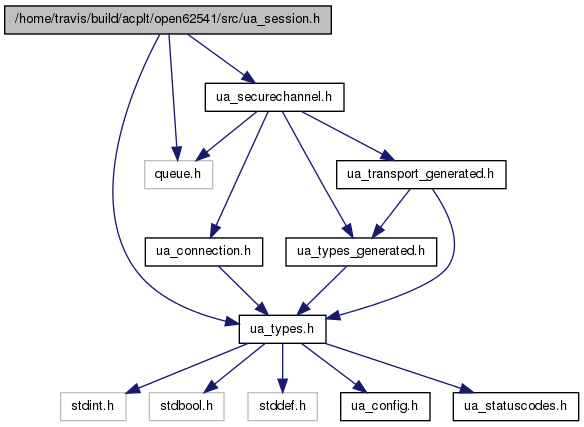 /home/travis/build/acplt/open62541/src/ua_session.h
ua_securechannel.h
queue.h
ua_transport_generated.h
ua_connection.h
ua_types_generated.h
ua_types.h
stdint.h
stdbool.h
stddef.h
ua_config.h
ua_statuscodes.h